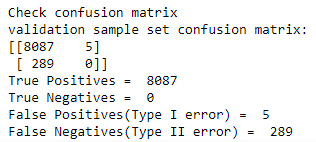 Check confusion matrix
validation sample set confusion matrix:
[[8087    5]
 [ 289    0]]
True Positives =  8087
True Negatives =  0
False Positives(Type I error) =  5
False Negatives(Type II error) =  289